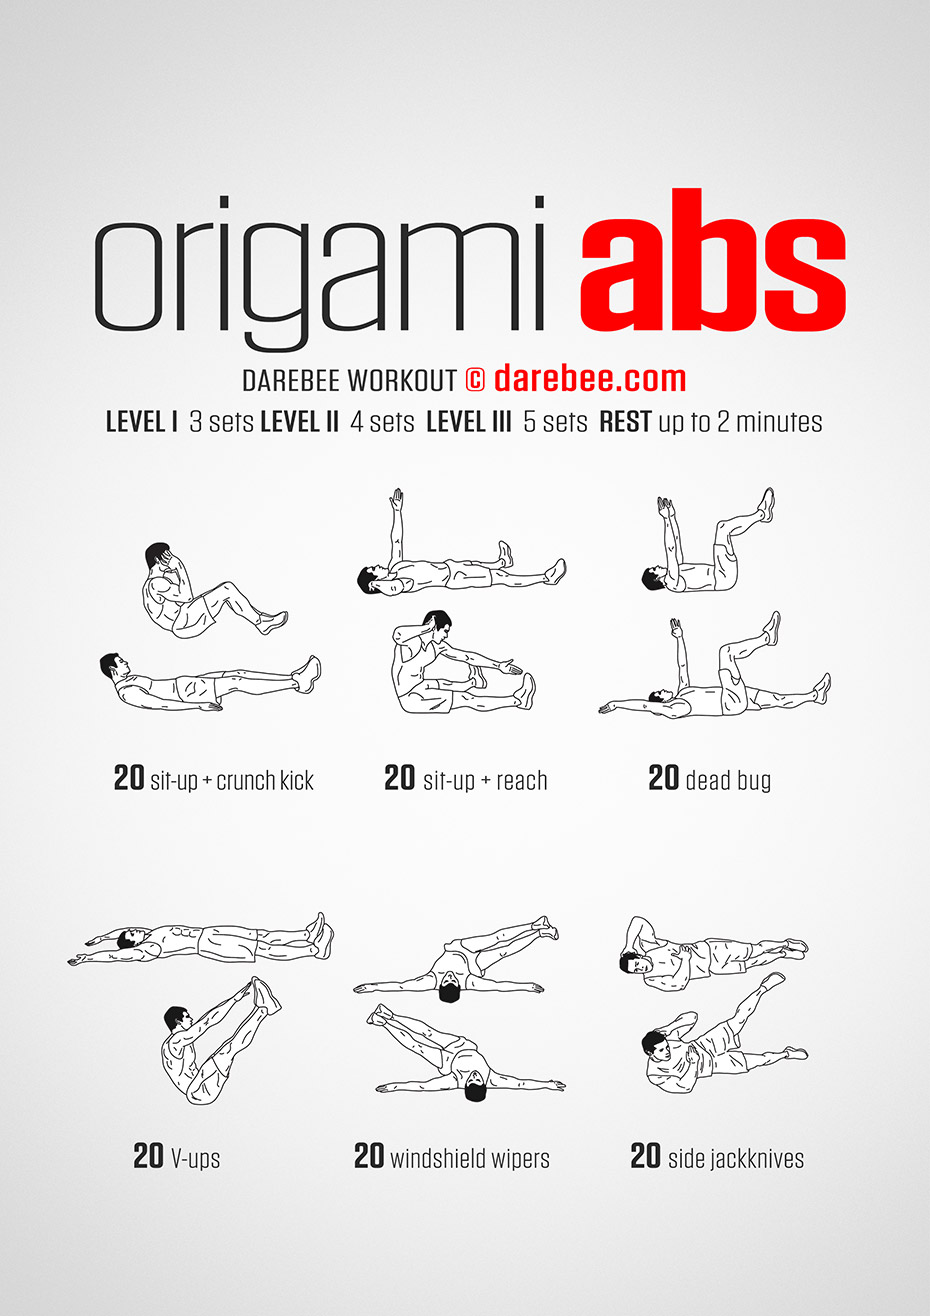 origami abs
DAREBEE WORKOUT © darebee.com
LEVEL I 3 sets LEVEL II 4 sets LEVEL III 5 sets REST up to 2 minutes
20 sit-up + crunch kick
20 sit-up + reach
20 dead bug
20 V-ups
20 windshield wipers
20 side jackknives